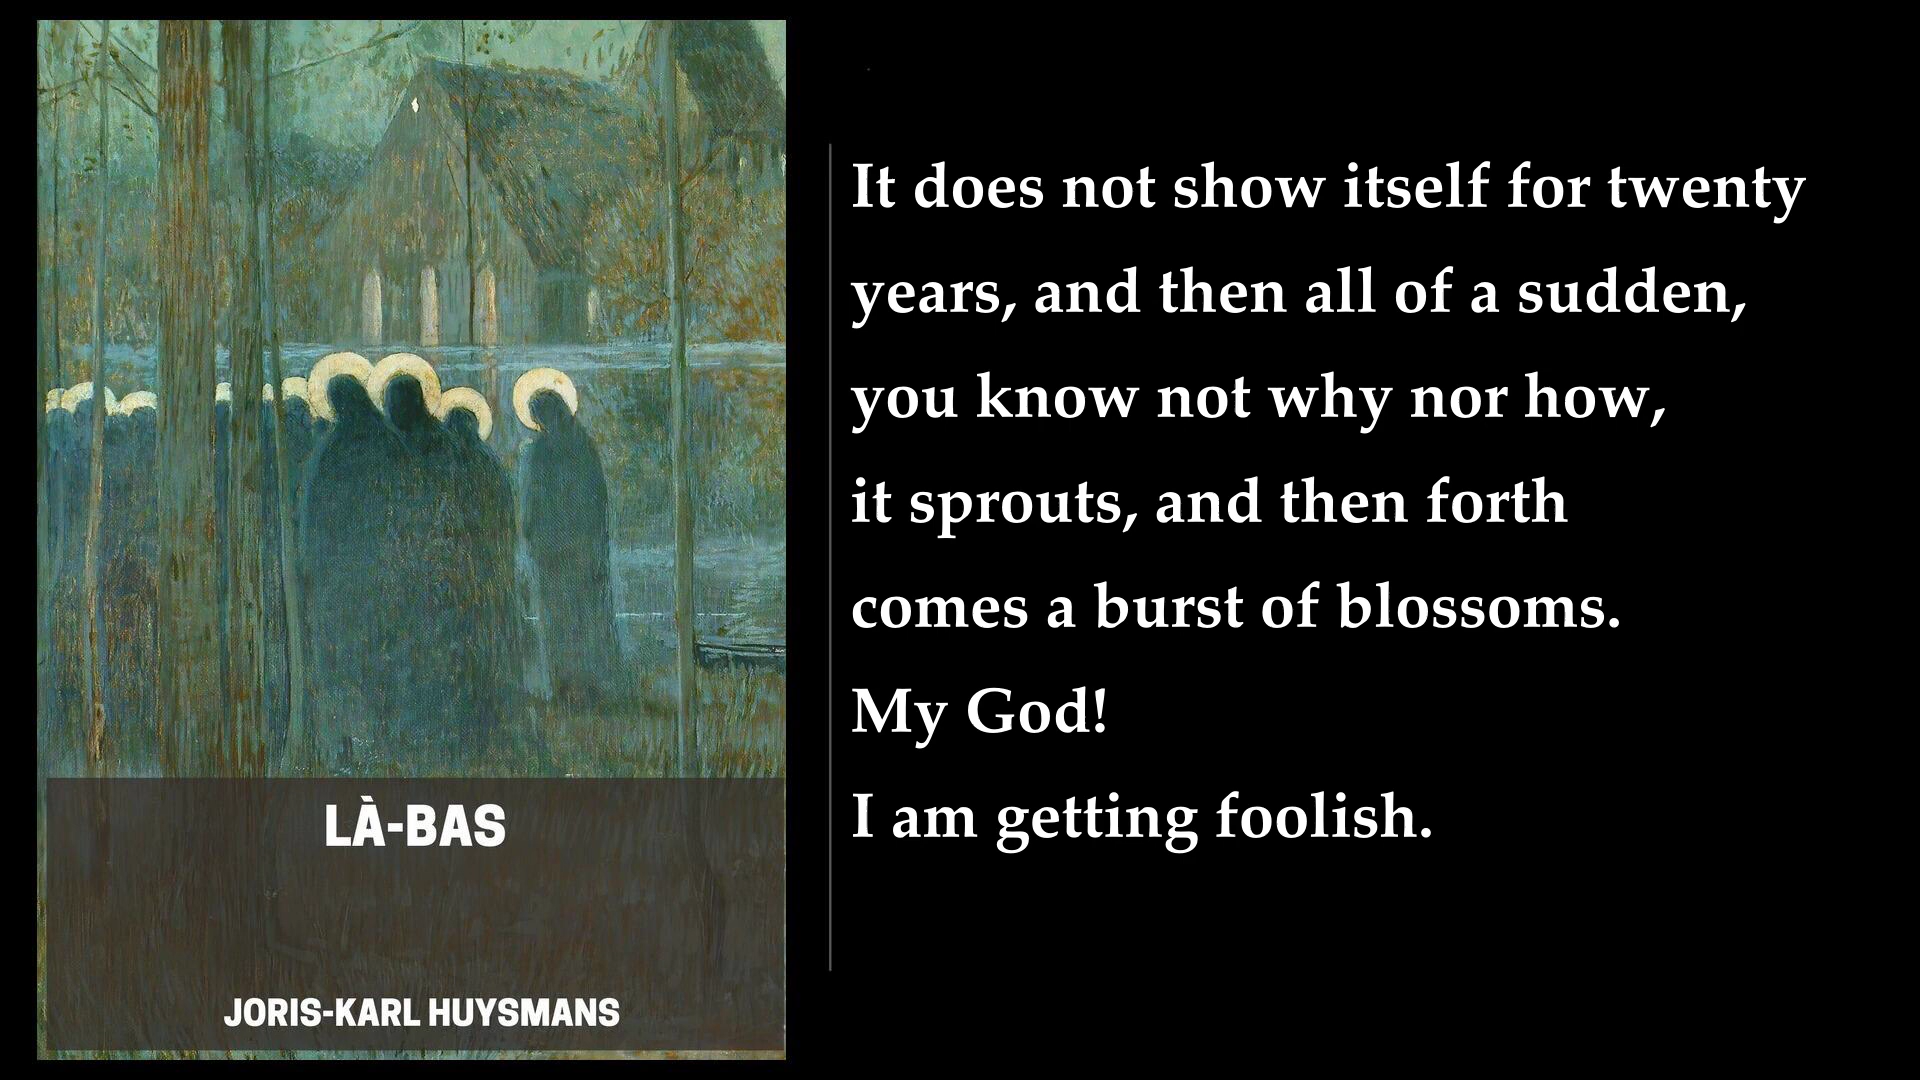 LÀ-BAS
JORIS-KARL HUYSMANS
It does not show itself for twenty
years, and then all of a sudden,
you know not why nor how,
it sprouts, and then forth
comes a burst of blossoms.
My God!
I am getting foolish.